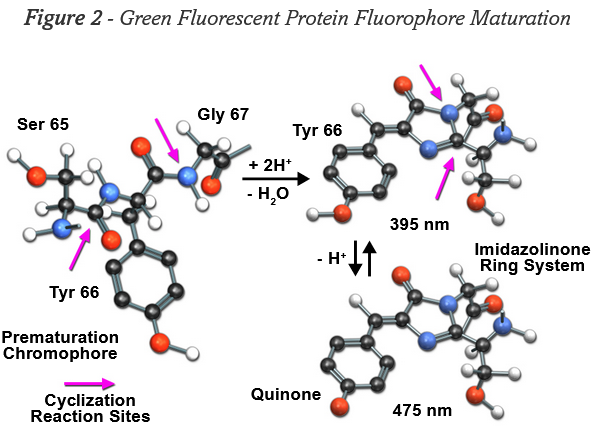 Figure 2 - Green Fluorescent Protein Fluorophore Maturation
Ser 65
Gly 67
Tyr 66
+ 2H⁺
- H₂O
Tyr 66
395 nm
- H⁺
Imidazolinone
Ring System
Prematuration
Chromophore
Cyclization
Reaction Sites
Quinone
475 nm